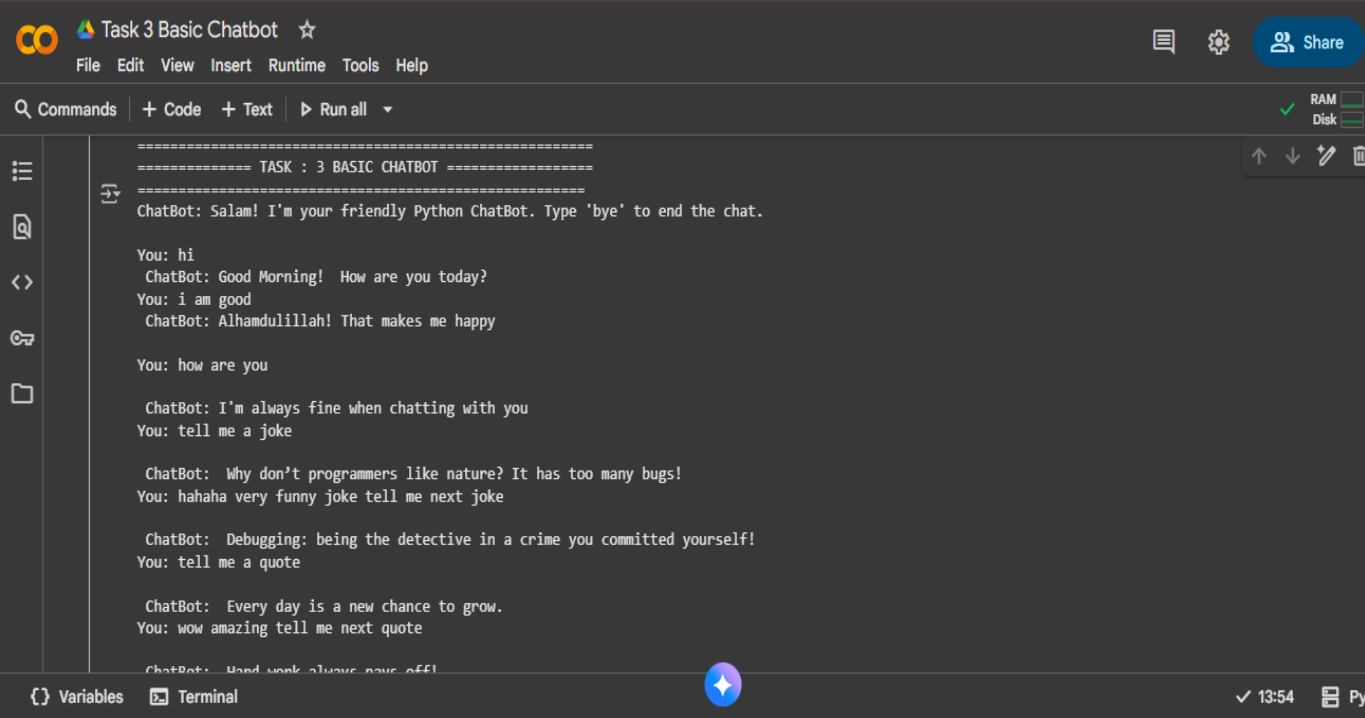 Task 3 Basic Chatbot
Share
File Edit View Insert Runtime Tools Help
Commands + Code + Text Run all
RAM
Disk
=========================================================
============== TASK : 3 BASIC CHATBOT ==================
=======================================================
ChatBot: Salam! I'm your friendly Python ChatBot. Type 'bye' to end the chat.
You: hi
ChatBot: Good Morning!  How are you today?
You: i am good
ChatBot: Alhamdulillah! That makes me happy
You: how are you
ChatBot: I'm always fine when chatting with you
You: tell me a joke
ChatBot:  Why don’t programmers like nature? It has too many bugs!
You: hahaha very funny joke tell me next joke
ChatBot:  Debugging: being the detective in a crime you committed yourself!
You: tell me a quote
ChatBot:  Every day is a new chance to grow.
You: wow amazing tell me next quote
ChatBot:  Hard work always pays off!
{} Variables Terminal
13:54 Py